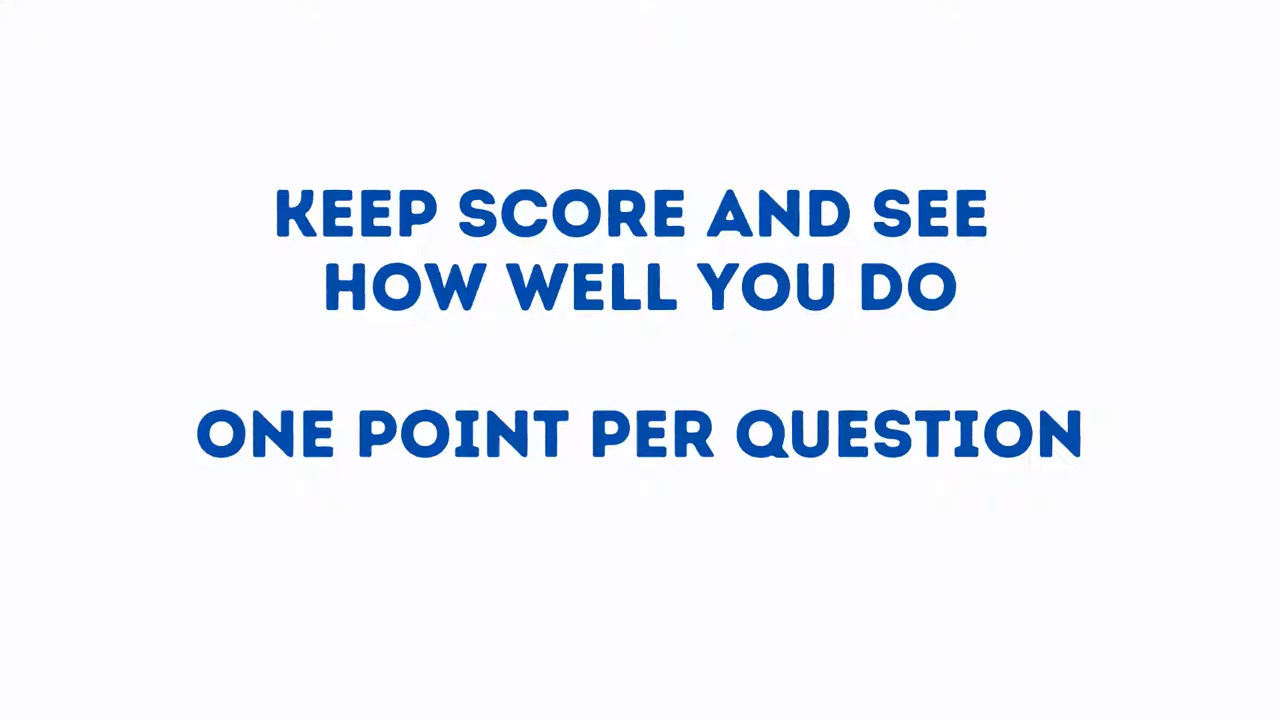 KEEP SCORE AND SEE
HOW WELL YOU DO
ONE POINT PER QUESTION